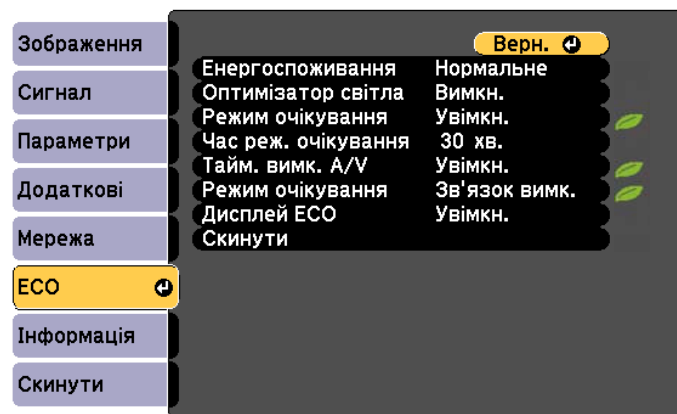 Зображення
Сигнал
Параметри
Додаткові
Мережа
ECO
Інформація
Скинути
Верн.
Енергоспоживання Нормальне
Оптимізатор світла Вимкн.
Режим очікування Увімкн.
Час реж. очікування 30 хв.
Тайм. вимк. A/V Увімкн.
Режим очікування Зв'язок вимк.
Дисплей ECO Увімкн.
Скинути